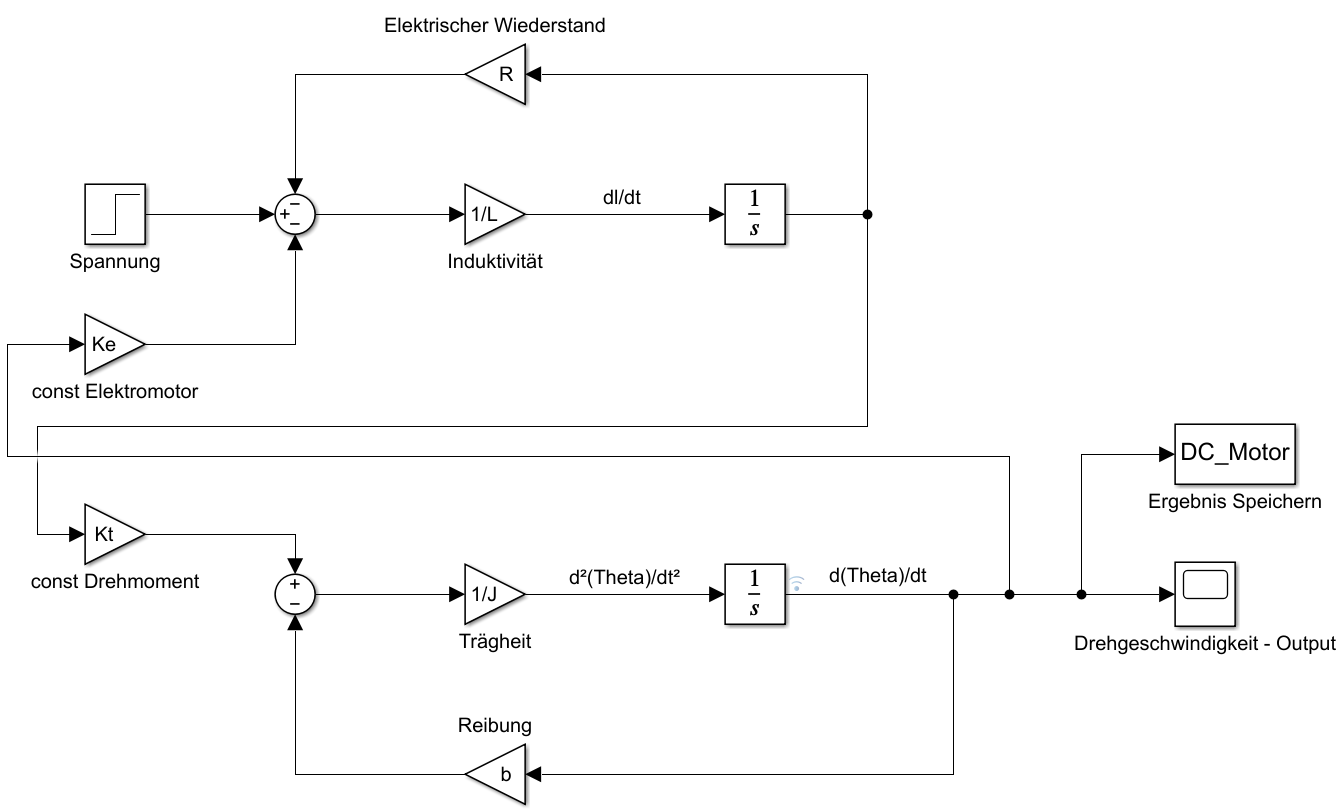 Elektrischer Wiederstand
R
Spannung
+
−
−
1/L
Induktivität
dI/dt
1
s
Ke
const Elektromotor
DC_Motor
Ergebnis Speichern
Kt
const Drehmoment
+
−
1/J
Trägheit
d²(Theta)/dt²
1
s
d(Theta)/dt
Drehgeschwindigkeit - Output
Reibung
b